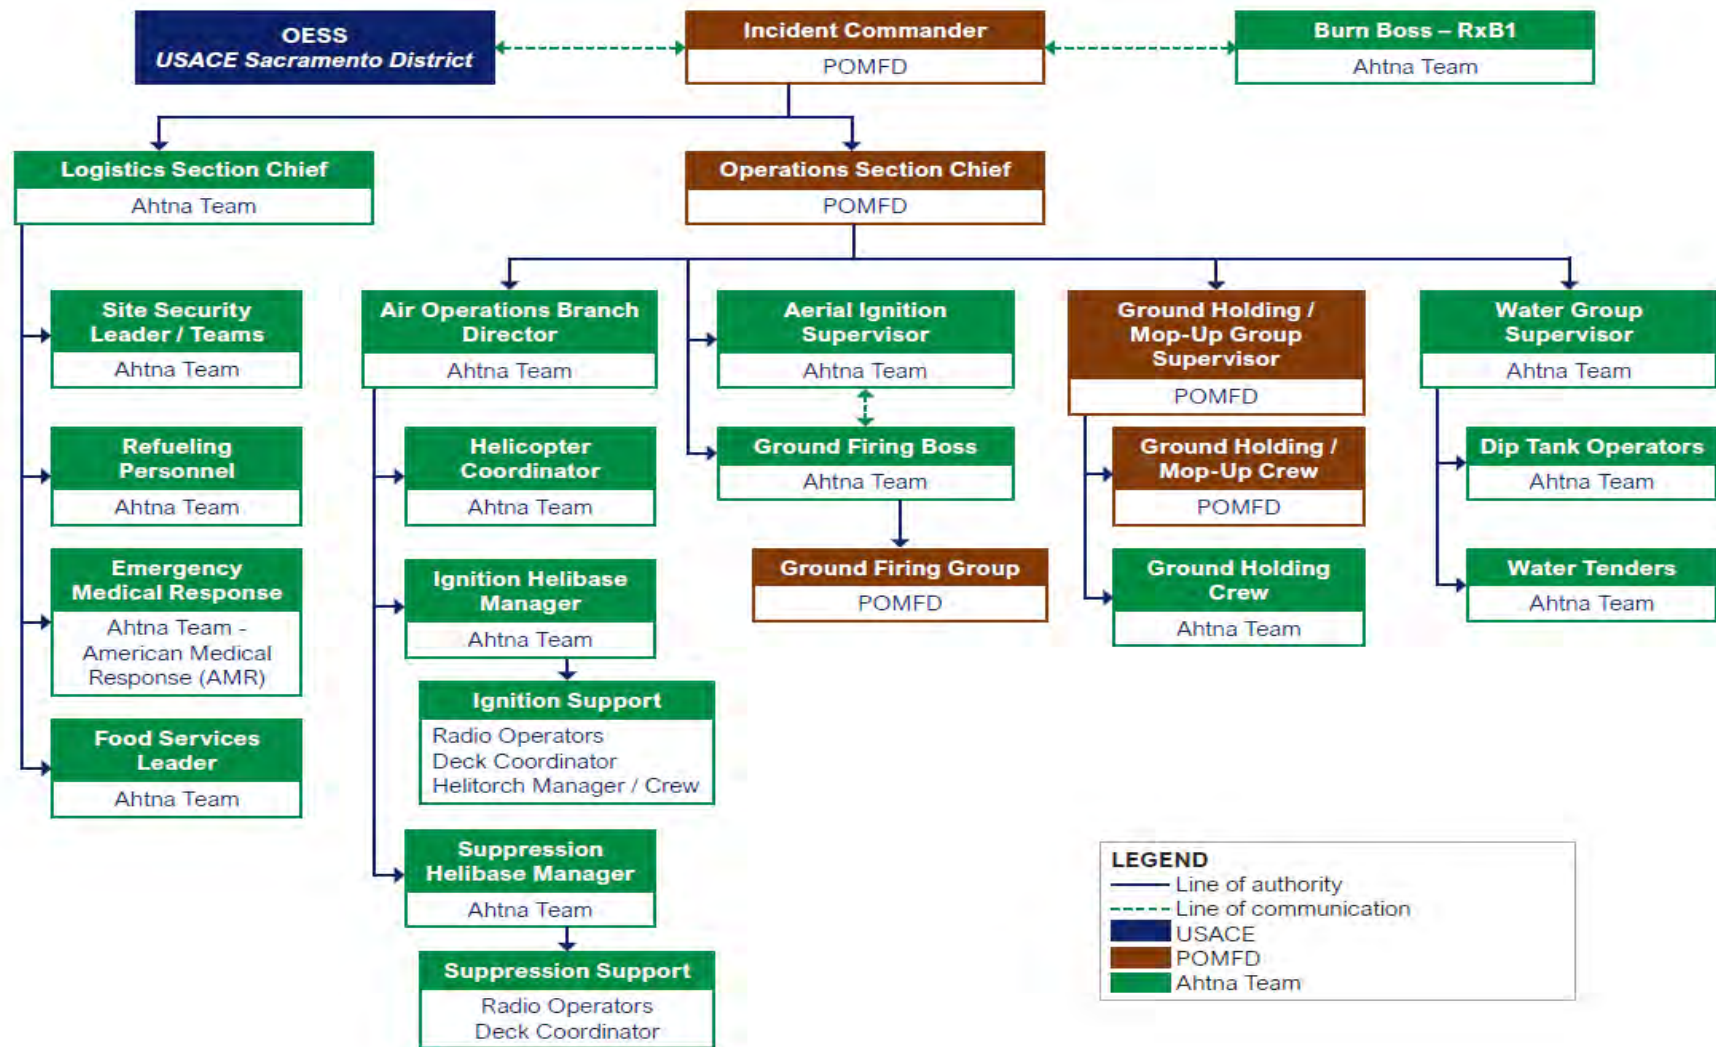 OESS
USACE Sacramento District
Incident Commander
POMFD
Burn Boss – RxB1
Ahtna Team
Logistics Section Chief
Ahtna Team
Operations Section Chief
POMFD
Site Security
Leader / Teams
Ahtna Team
Refueling
Personnel
Ahtna Team
Emergency
Medical Response
Ahtna Team -
American Medical
Response (AMR)
Food Services
Leader
Ahtna Team
Air Operations Branch
Director
Ahtna Team
Helicopter
Coordinator
Ahtna Team
Ignition Helibase
Manager
Ahtna Team
Ignition Support
Radio Operators
Deck Coordinator
Helitorch Manager / Crew
Suppression
Helibase Manager
Ahtna Team
Suppression Support
Radio Operators
Deck Coordinator
Aerial Ignition
Supervisor
Ahtna Team
Ground Firing Boss
Ahtna Team
Ground Firing Group
POMFD
Ground Holding /
Mop-Up Group
Supervisor
POMFD
Ground Holding /
Mop-Up Crew
POMFD
Ground Holding
Crew
Ahtna Team
Water Group
Supervisor
Ahtna Team
Dip Tank Operators
Ahtna Team
Water Tenders
Ahtna Team
LEGEND
Line of authority
Line of communication
USACE
POMFD
Ahtna Team